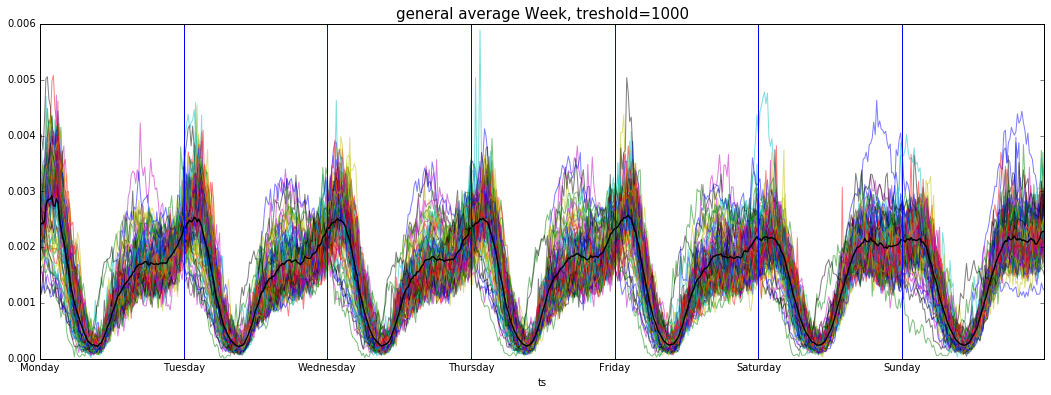 general average Week, treshold=1000
0.006
0.005
0.004
0.003
0.002
0.001
0.000
Monday Tuesday Wednesday Thursday Friday Saturday Sunday
ts